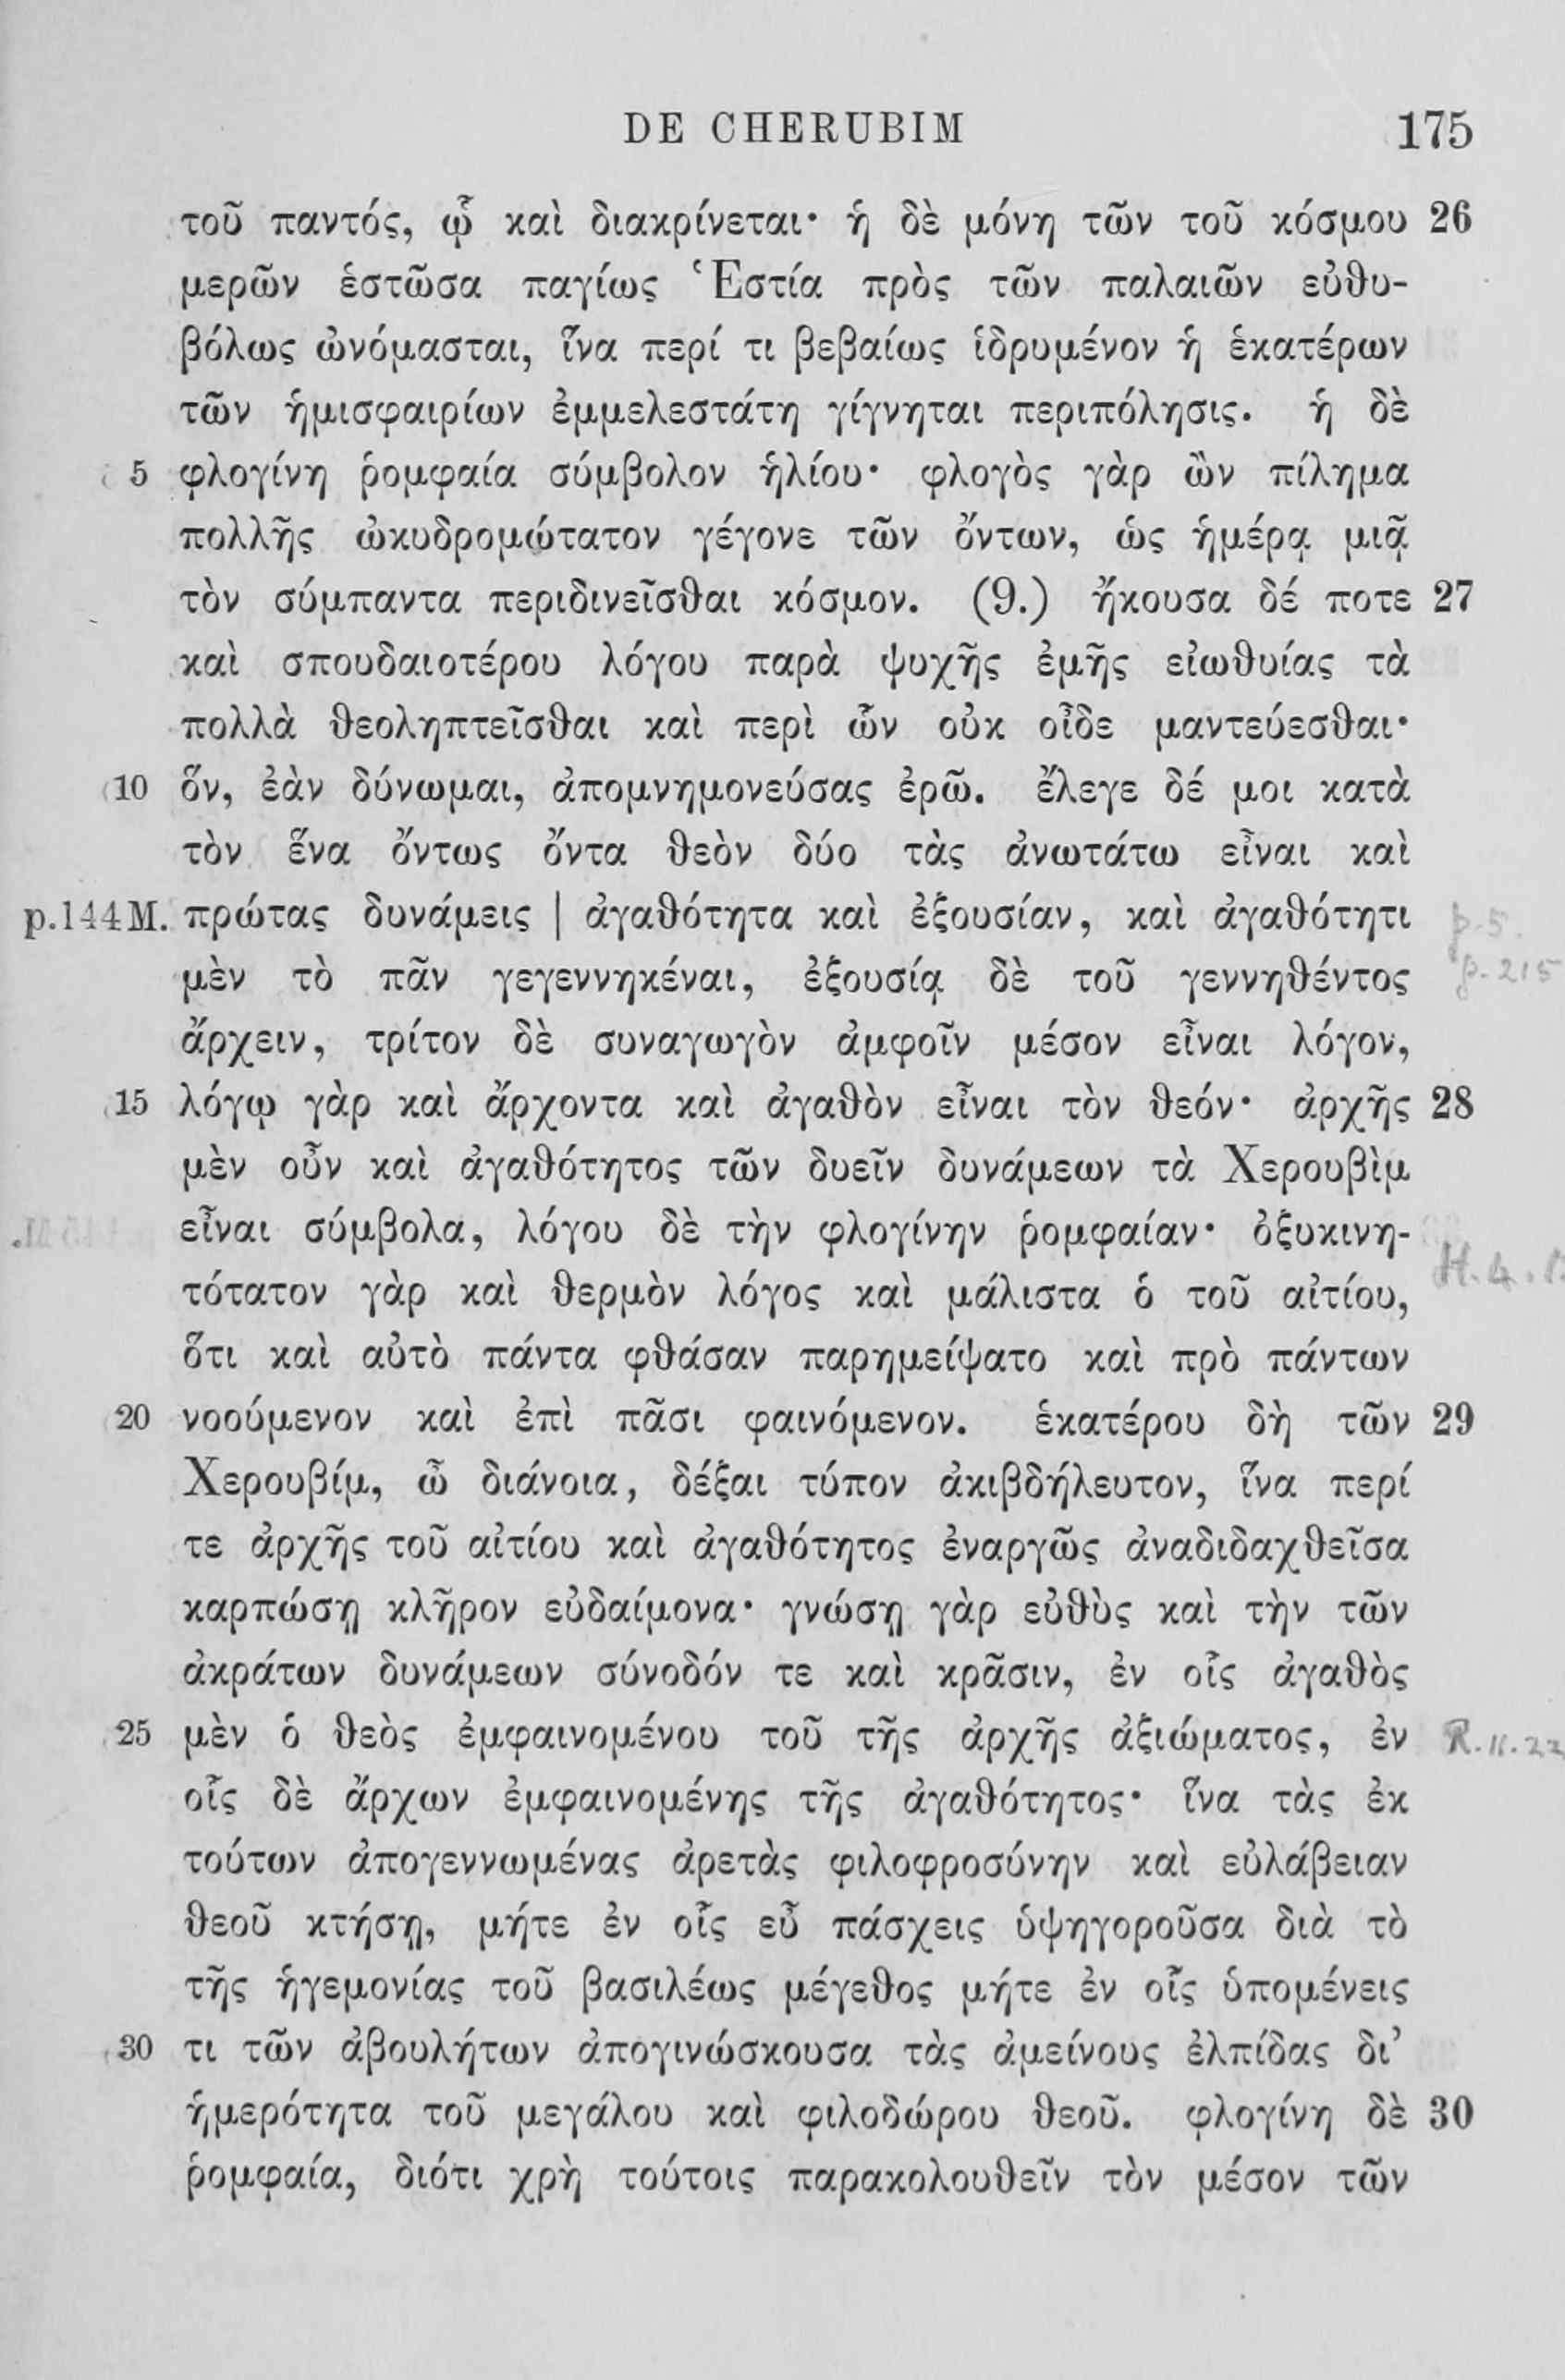 DE CHERUBIM 175
τοῦ παντός, ᾧ καὶ διακρίνεται· ἡ δὲ μόνη τῶν τοῦ κόσμου 26
μερῶν ἑστῶσα παγίως Ἑστία πρὸς τῶν παλαιῶν εὐθυ-
βόλως ὠνόμασται, ἵνα περί τι βεβαίως ἱδρυμένον ἡ ἑκατέρων
τῶν ἡμισφαιρίων ἐμμελεστάτη γίγνηται περιπόλησις. ἡ δὲ
5 φλογίνη ῥομφαία σύμβολον ἡλίου· φλογὸς γὰρ ὢν πίλημα
πολλῆς ὠκυδρομώτατον γέγονε τῶν ὄντων, ὡς ἡμέρᾳ μιᾷ
τὸν σύμπαντα περιδινεῖσθαι κόσμον. (9.) ἤκουσα δέ ποτε 27
καὶ σπουδαιοτέρου λόγου παρὰ ψυχῆς ἐμῆς εἰωθυίας τὰ
πολλὰ θεοληπτεῖσθαι καὶ περὶ ὧν οὐκ οἶδε μαντεύεσθαι·
10 ὅν, ἐὰν δύνωμαι, ἀπομνημονεύσας ἐρῶ. ἔλεγε δέ μοι κατὰ
τὸν ἕνα ὄντως ὄντα θεὸν δύο τὰς ἀνωτάτω εἶναι καὶ
p.144 M. πρώτας δυνάμεις | ἀγαθότητα καὶ ἐξουσίαν, καὶ ἀγαθότητι p.5.
μὲν τὸ πᾶν γεγεννηκέναι, ἐξουσίᾳ δὲ τοῦ γεννηθέντος p.215
ἄρχειν, τρίτον δὲ συναγωγὸν ἀμφοῖν μέσον εἶναι λόγον,
15 λόγῳ γὰρ καὶ ἄρχοντα καὶ ἀγαθὸν εἶναι τὸν θεόν· ἀρχῆς 28
μὲν οὖν καὶ ἀγαθότητος τῶν δυεῖν δυνάμεων τὰ Χερουβὶμ
εἶναι σύμβολα, λόγου δὲ τὴν φλογίνην ῥομφαίαν· ὀξυκινη-
τότατον γὰρ καὶ θερμὸν λόγος καὶ μάλιστα ὁ τοῦ αἰτίου,
ὅτι καὶ αὐτὸ πάντα φθάσαν παρημείψατο καὶ πρὸ πάντων
20 νοούμενον καὶ ἐπὶ πᾶσι φαινόμενον. ἑκατέρου δὴ τῶν 29
Χερουβίμ, ὦ διάνοια, δέξαι τύπον ἀκιβδήλευτον, ἵνα περί
τε ἀρχῆς τοῦ αἰτίου καὶ ἀγαθότητος ἐναργῶς ἀναδιδαχθεῖσα
καρπώσῃ κλῆρον εὐδαίμονα· γνώσῃ γὰρ εὐθὺς καὶ τὴν τῶν
ἀκράτων δυνάμεων σύνοδόν τε καὶ κρᾶσιν, ἐν οἷς ἀγαθὸς
25 μὲν ὁ θεὸς ἐμφαινομένου τοῦ τῆς ἀρχῆς ἀξιώματος, ἐν
οἷς δὲ ἄρχων ἐμφαινομένης τῆς ἀγαθότητος· ἵνα τὰς ἐκ
τούτων ἀπογεννωμένας ἀρετὰς φιλοφροσύνην καὶ εὐλάβειαν
θεοῦ κτήσῃ, μήτε ἐν οἷς εὖ πάσχεις ὑψηγοροῦσα διὰ τὸ
τῆς ἡγεμονίας τοῦ βασιλέως μέγεθος μήτε ἐν οἷς ὑπομένεις
30 τι τῶν ἀβουλήτων ἀπογινώσκουσα τὰς ἀμείνους ἐλπίδας δι’
ἡμερότητα τοῦ μεγάλου καὶ φιλοδώρου θεοῦ. φλογίνη δὲ 30
ῥομφαία, διότι χρὴ τούτοις παρακολουθεῖν τὸν μέσον τῶν